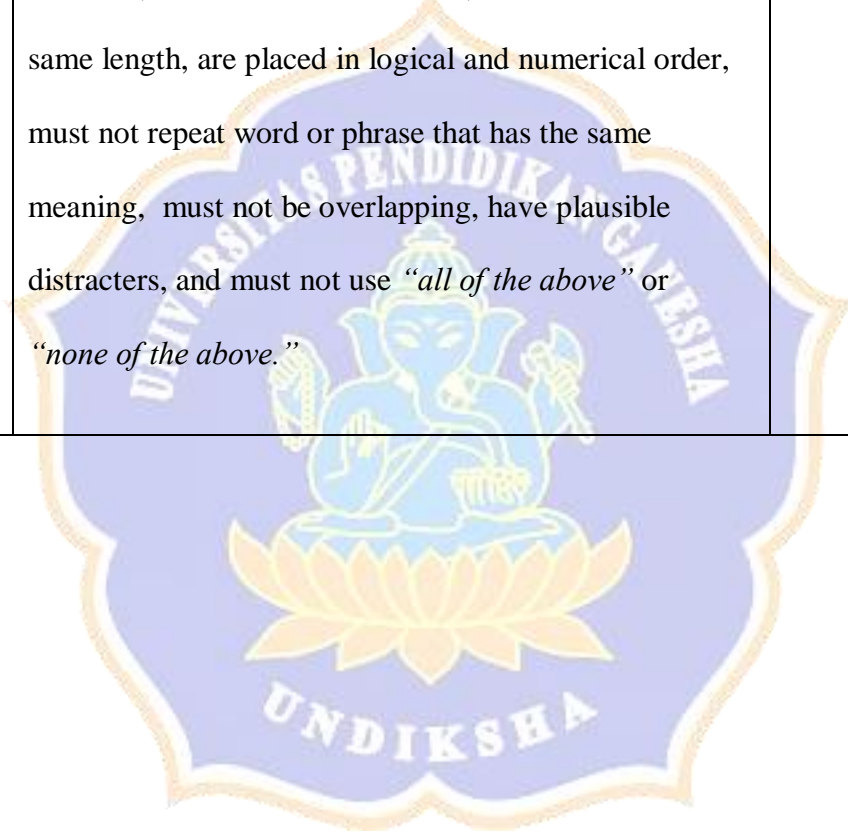 same length, are placed in logical and numerical order,
must not repeat word or phrase that has the same
meaning, must not be overlapping, have plausible
distracters, and must not use “all of the above” or
“none of the above.”
UNIVERSITAS PENDIDIKAN GANESHA
UNDIKSHA